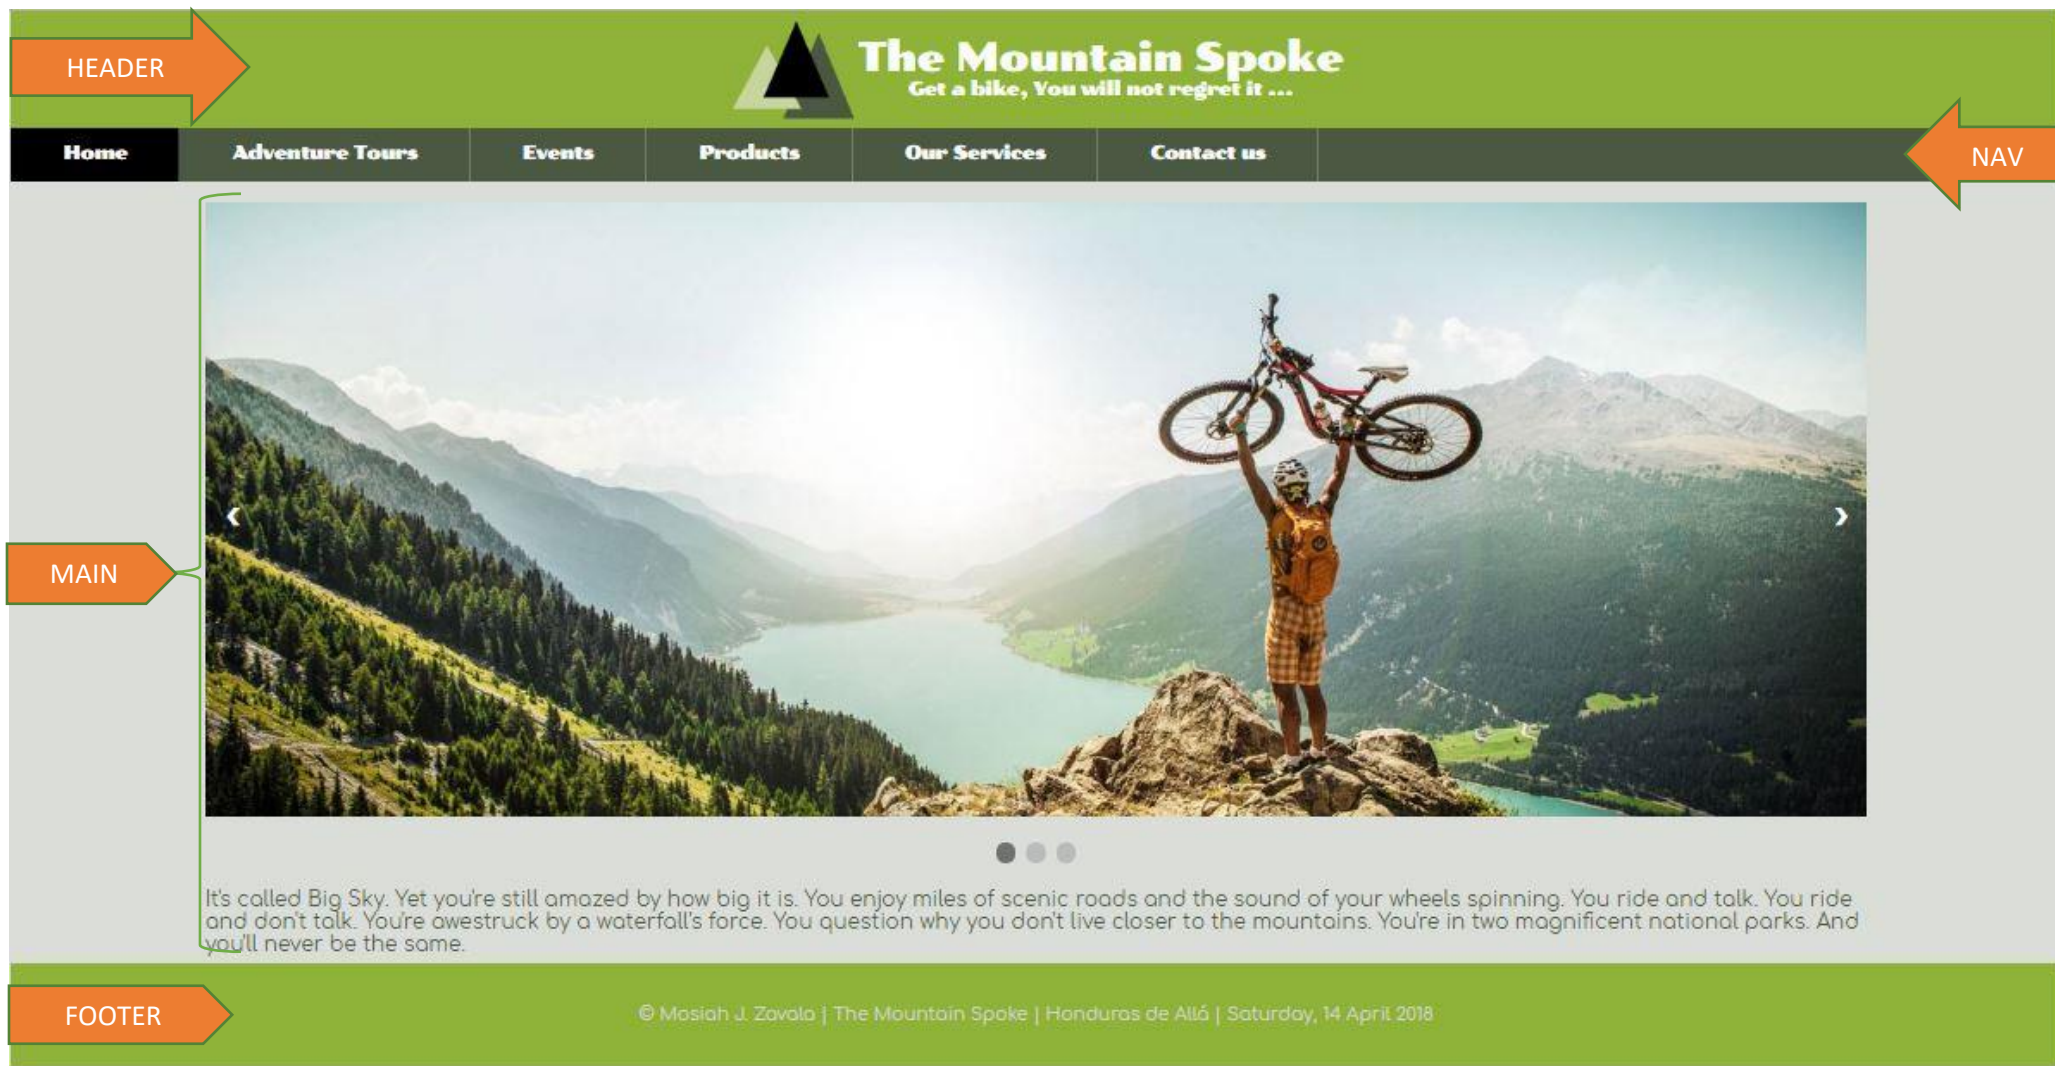 HEADER
The Mountain Spoke
Get a bike, You will not regret it ...
Home Adventure Tours Events Products Our Services Contact us
NAV
MAIN
It's called Big Sky. Yet you're still amazed by how big it is. You enjoy miles of scenic roads and the sound of your wheels spinning. You ride and talk. You ride
and don't talk. You're awestruck by a waterfall's force. You question why you don't live closer to the mountains. You're in two magnificent national parks. And
you'll never be the same.
FOOTER
© Mosiah J. Zavala | The Mountain Spoke | Honduras de Allá | Saturday, 14 April 2018